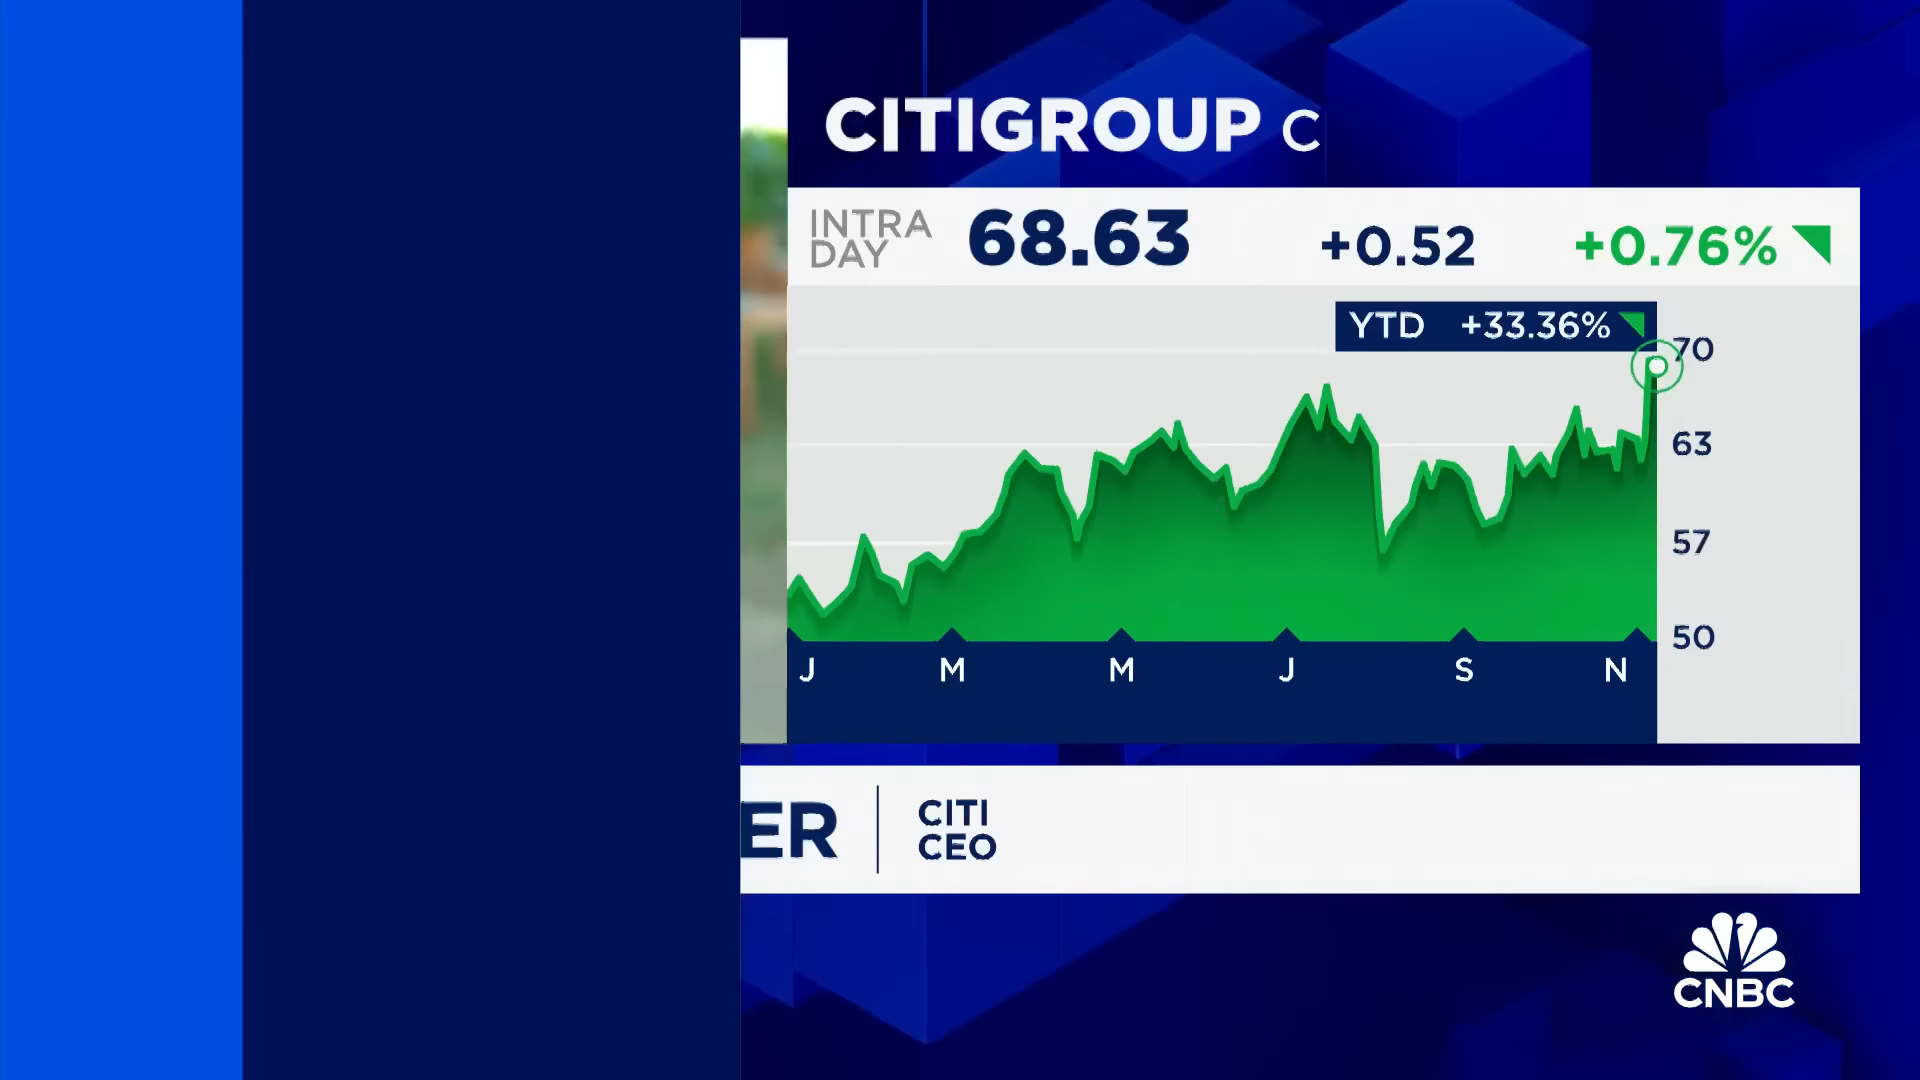 CITIGROUP C
INTRA
DAY
68.63 +0.52 +0.76%
YTD +33.36%
70
63
57
50
J M M J S N
ER
CITI
CEO
CNBC